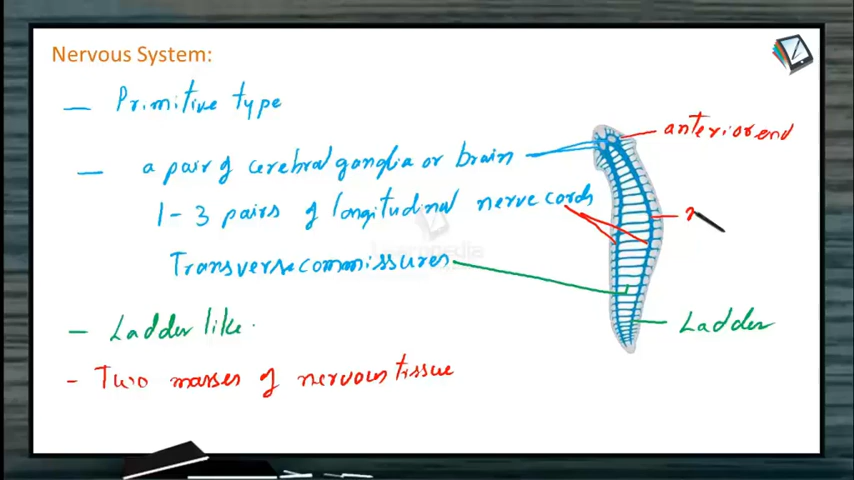 Nervous System:
– Primitive type
– a pair of cerebral ganglia or brain
anterior end
1-3 pairs of longitudinal nerve cords
Transverse commissures
– Ladder like.
Ladder
- Two masses of nervous tissue